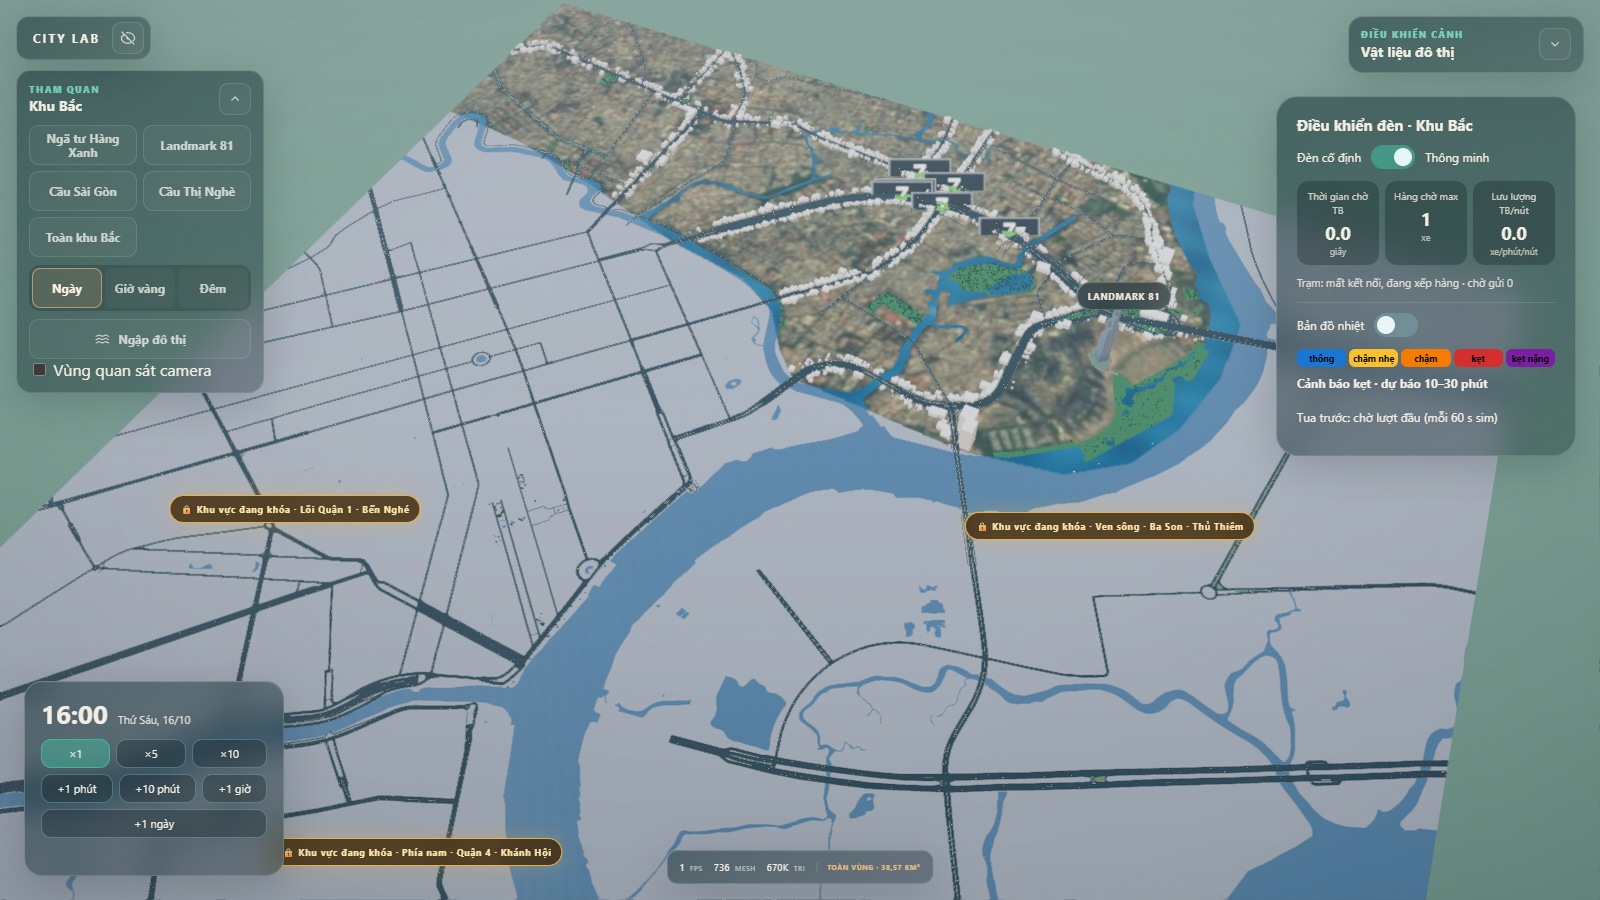 CITY LAB
THAM QUAN
Khu Bắc
Ngã tư Hàng
Xanh
Landmark 81
Cầu Sài Gòn
Cầu Thị Nghè
Toàn khu Bắc
Ngày
Giờ vàng
Đêm
Ngập đô thị
Vùng quan sát camera
ĐIỀU KHIỂN CẢNH
Vật liệu đô thị
Điều khiển đèn · Khu Bắc
Đèn cố định
Thông minh
Thời gian chờ
TB
0.0
giây
Hàng chờ max
1
xe
Lưu lượng
TB/nút
0.0
xe/phút/nút
Trạm: mất kết nối, đang xếp hàng · chờ gửi 0
Bản đồ nhiệt
thông
chậm nhẹ
chậm
kẹt
kẹt nặng
Cảnh báo kẹt · dự báo 10–30 phút
Tua trước: chờ lượt đầu (mỗi 60 s sim)
LANDMARK 81
Khu vực đang khóa · Lõi Quận 1 · Bến Nghé
Khu vực đang khóa · Ven sông · Ba Son · Thủ Thiêm
Khu vực đang khóa · Phía nam · Quận 4 · Khánh Hội
16:00 Thứ Sáu, 16/10
×1
×5
×10
+1 phút
+10 phút
+1 giờ
+1 ngày
1 FPS 736 MESH 670K TRI TOÀN VÙNG · 38,57 KM²